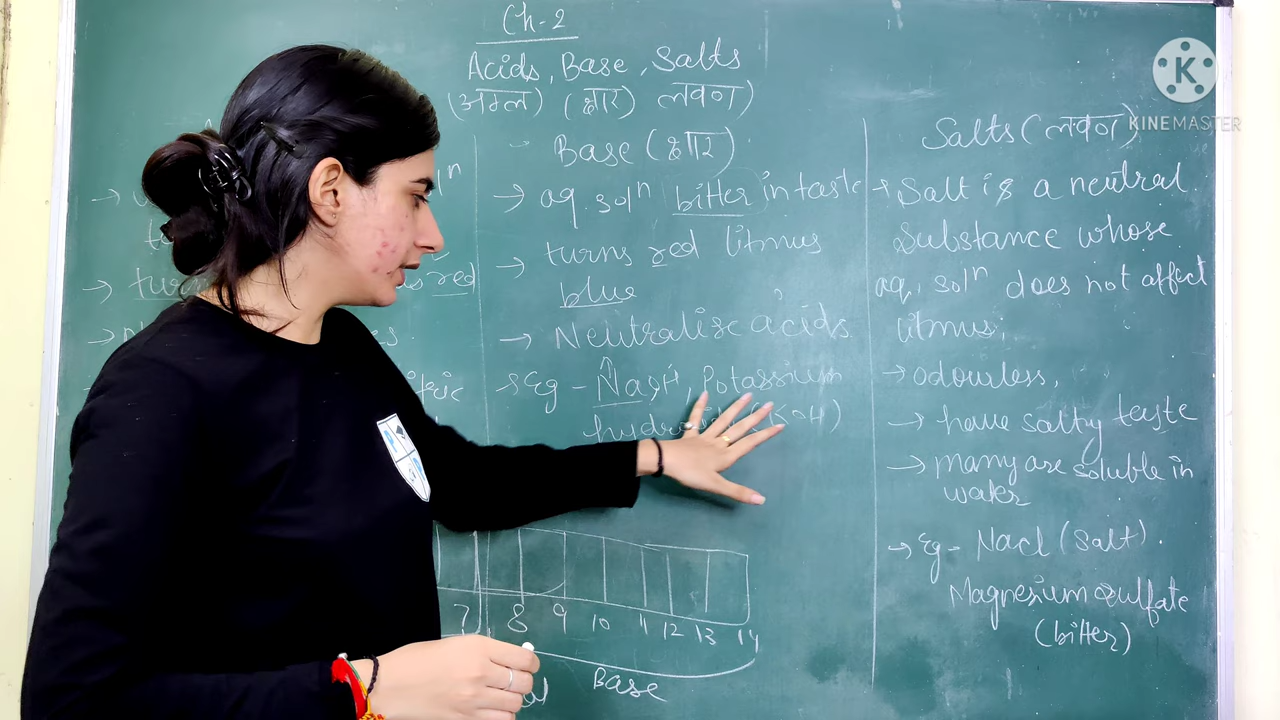 Ch-2
Acids, Base, Salts
(अम्ल) (क्षार) लवण)
Base (क्षार)
→ aq. solⁿ bitter in taste
→ turns red litmus
blue
→ Neutralise acids
→ Eg - NaOH, Potassium
(KOH)
7 8 9 10 11 12 13 14
Base
→ turns
red
Salts (लवण)
→ Salt is a neutral
Substance whose
aq. solⁿ does not affect
litmus,
→ odourless,
→ have salty teste
→ many are soluble in
water
→ Eg - Nacl (Salt).
Magnesium sulfate
(bitter)
KINEMASTER